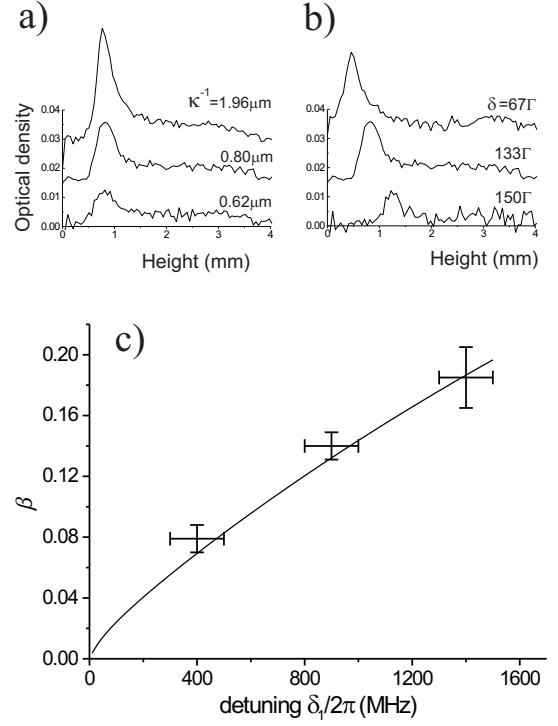 a)
κ⁻¹=1.96μm
0.80μm
0.62μm
0.04
0.03
0.02
0.01
0.00
0 1 2 3 4
Optical density
Height (mm)
b)
δ=67Γ
133Γ
150Γ
0.04
0.03
0.02
0.01
0.00
0 1 2 3 4
Height (mm)
c)
0.20
0.16
0.12
0.08
0.04
0.00
β
0 400 800 1200 1600
detuning δ₁/2π (MHz)